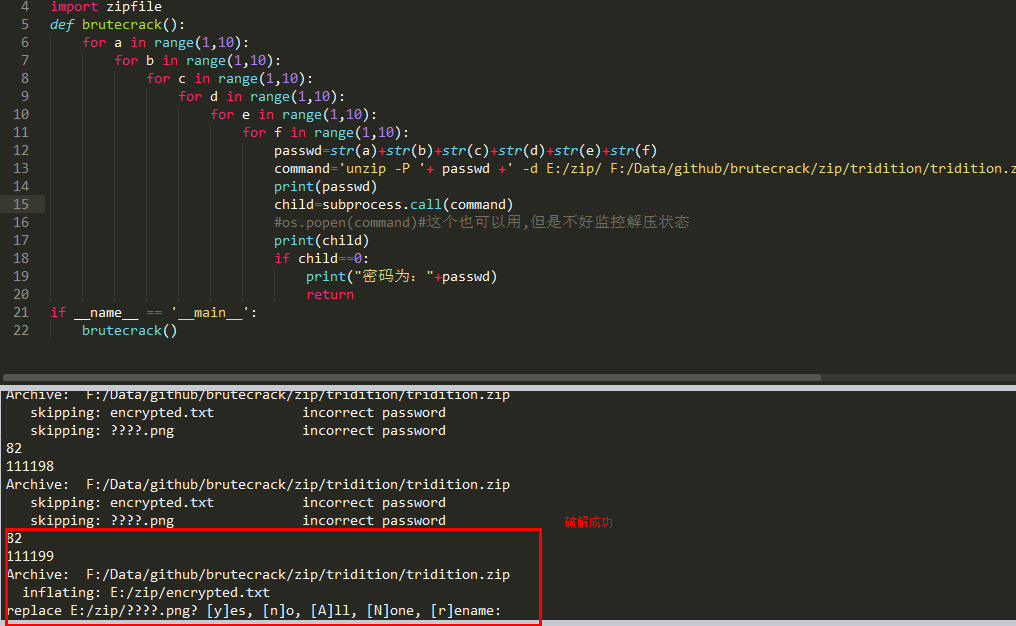 4 import zipfile
5 def brutecrack():
6 for a in range(1,10):
7 for b in range(1,10):
8 for c in range(1,10):
9 for d in range(1,10):
10 for e in range(1,10):
11 for f in range(1,10):
12 passwd=str(a)+str(b)+str(c)+str(d)+str(e)+str(f)
13 command='unzip -P '+ passwd +' -d E:/zip/ F:/Data/github/brutecrack/zip/tridition/tridition.z
14 print(passwd)
15 child=subprocess.call(command)
16 #os.popen(command)#这个也可以用,但是不好监控解压状态
17 print(child)
18 if child==0:
19 print("密码为："+passwd)
20 return
21 if __name__ == '__main__':
22 brutecrack()
Archive:  F:/Data/github/brutecrack/zip/tridition/tridition.zip
skipping: encrypted.txt incorrect password
skipping: ????.png incorrect password
82
111198
Archive:  F:/Data/github/brutecrack/zip/tridition/tridition.zip
skipping: encrypted.txt incorrect password
skipping: ????.png incorrect password
破解成功
82
111199
Archive:  F:/Data/github/brutecrack/zip/tridition/tridition.zip
inflating: E:/zip/encrypted.txt
replace E:/zip/????.png? [y]es, [n]o, [A]ll, [N]one, [r]ename: